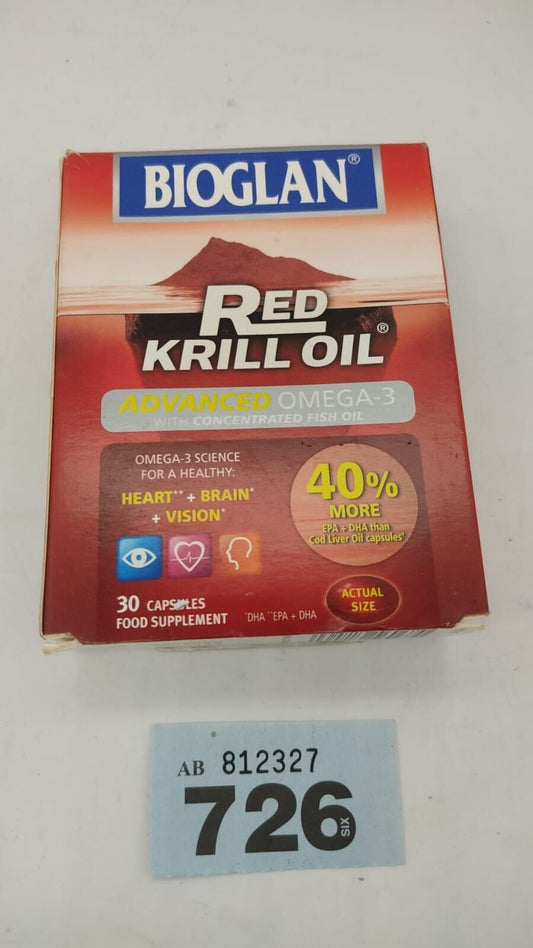 BIOGLAN®
RED
KRILL OIL®
ADVANCED OMEGA-3
WITH CONCENTRATED FISH OIL
OMEGA-3 SCIENCE
FOR A HEALTHY:
HEART** + BRAIN*
+ VISION*
40%
MORE
EPA + DHA than
Cod Liver Oil capsules†
30 CAPSULES
FOOD SUPPLEMENT
*DHA **EPA + DHA
ACTUAL
SIZE
AB 812327
726
SIX